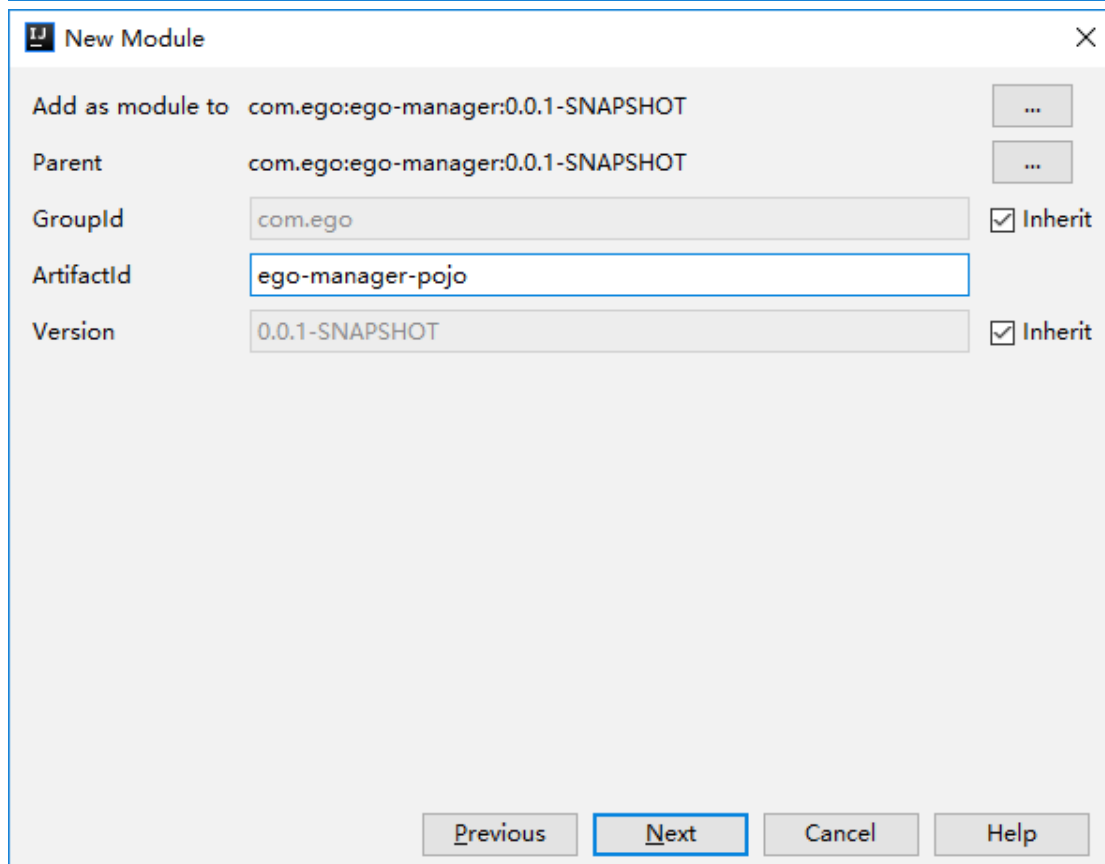 IJ New Module
Add as module to com.ego:ego-manager:0.0.1-SNAPSHOT ...
Parent com.ego:ego-manager:0.0.1-SNAPSHOT ...
GroupId com.ego Inherit
ArtifactId ego-manager-pojo
Version 0.0.1-SNAPSHOT Inherit
Previous Next Cancel Help